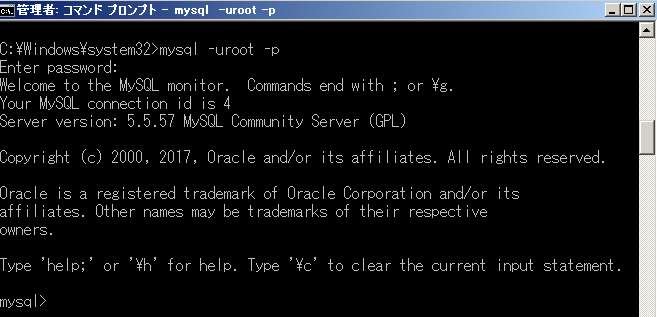 管理者: コマンド プロンプト - mysql  -uroot -p
C:¥Windows¥system32>mysql -uroot -p
Enter password:
Welcome to the MySQL monitor.  Commands end with ; or ¥g.
Your MySQL connection id is 4
Server version: 5.5.57 MySQL Community Server (GPL)
Copyright (c) 2000, 2017, Oracle and/or its affiliates. All rights reserved.
Oracle is a registered trademark of Oracle Corporation and/or its
affiliates. Other names may be trademarks of their respective
owners.
Type 'help;' or '¥h' for help. Type '¥c' to clear the current input statement.
mysql>